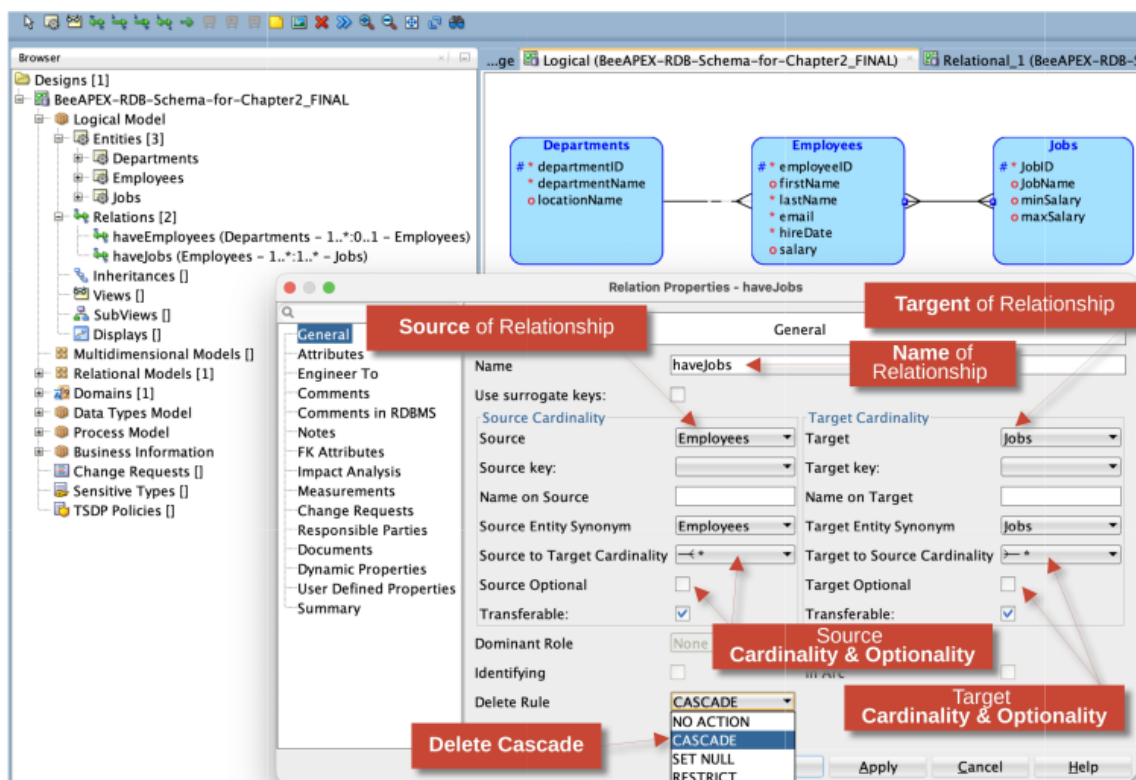 Browser
Designs [1]
BeeAPEX-RDB-Schema-for-Chapter2_FINAL
Logical Model
Entities [3]
Departments
Employees
Jobs
Relations [2]
haveEmployees (Departments - 1..*:0..1 - Employees)
haveJobs (Employees - 1..*:1..* - Jobs)
Inheritances []
Views []
SubViews []
Displays []
Multidimensional Models []
Relational Models [1]
Domains [1]
Data Types Model
Process Model
Business Information
Change Requests []
Sensitive Types []
TSDP Policies []
...ge Logical (BeeAPEX-RDB-Schema-for-Chapter2_FINAL) Relational_1 (BeeAPEX-RDB-S
Departments
# * departmentID
* departmentName
o locationName
Employees
# * employeeID
o firstName
* lastName
* email
* hireDate
o salary
Jobs
# * JobID
o JobName
o minSalary
o maxSalary
Relation Properties - haveJobs
General
Attributes
Engineer To
Comments
Comments in RDBMS
Notes
FK Attributes
Impact Analysis
Measurements
Change Requests
Responsible Parties
Documents
Dynamic Properties
User Defined Properties
Summary
Source of Relationship
Targent of Relationship
General
Name haveJobs
Name of
Relationship
Use surrogate keys:
Source Cardinality Target Cardinality
Source Employees Target Jobs
Source key: Target key:
Name on Source Name on Target
Source Entity Synonym Employees Target Entity Synonym Jobs
Source to Target Cardinality * Target to Source Cardinality *
Source Optional Target Optional
Transferable: Transferable:
Source
Cardinality & Optionality
Dominant Role None
Identifying In Arc
Target
Cardinality & Optionality
Delete Rule CASCADE
NO ACTION
CASCADE
SET NULL
RESTRICT
Delete Cascade
Apply Cancel Help